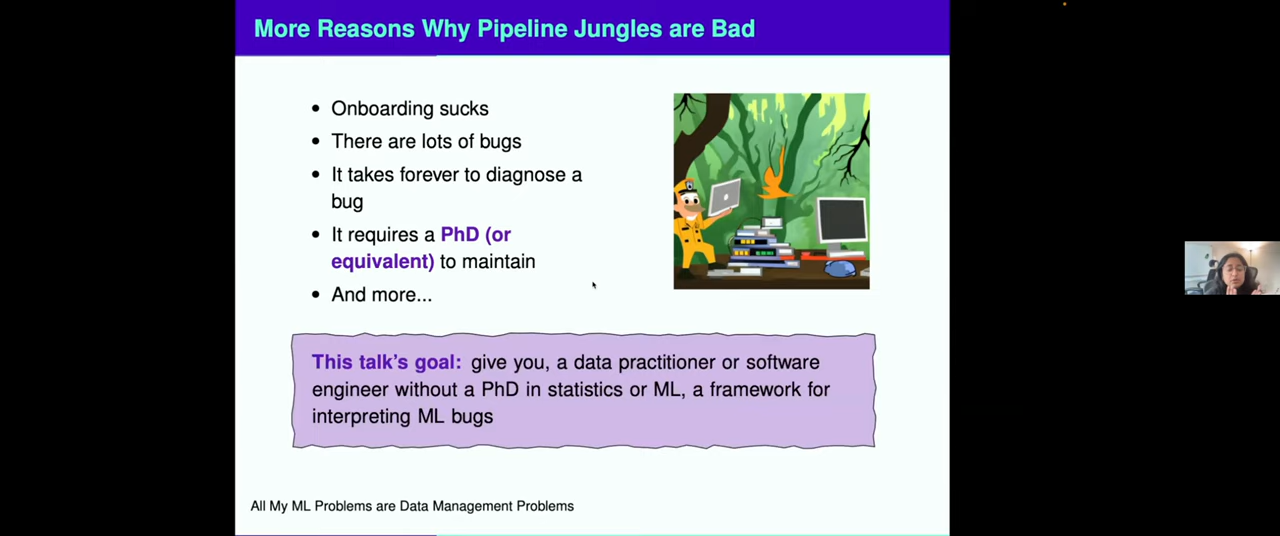 More Reasons Why Pipeline Jungles are Bad
• Onboarding sucks
• There are lots of bugs
• It takes forever to diagnose a
bug
• It requires a PhD (or
equivalent) to maintain
• And more...
This talk's goal: give you, a data practitioner or software
engineer without a PhD in statistics or ML, a framework for
interpreting ML bugs
All My ML Problems are Data Management Problems